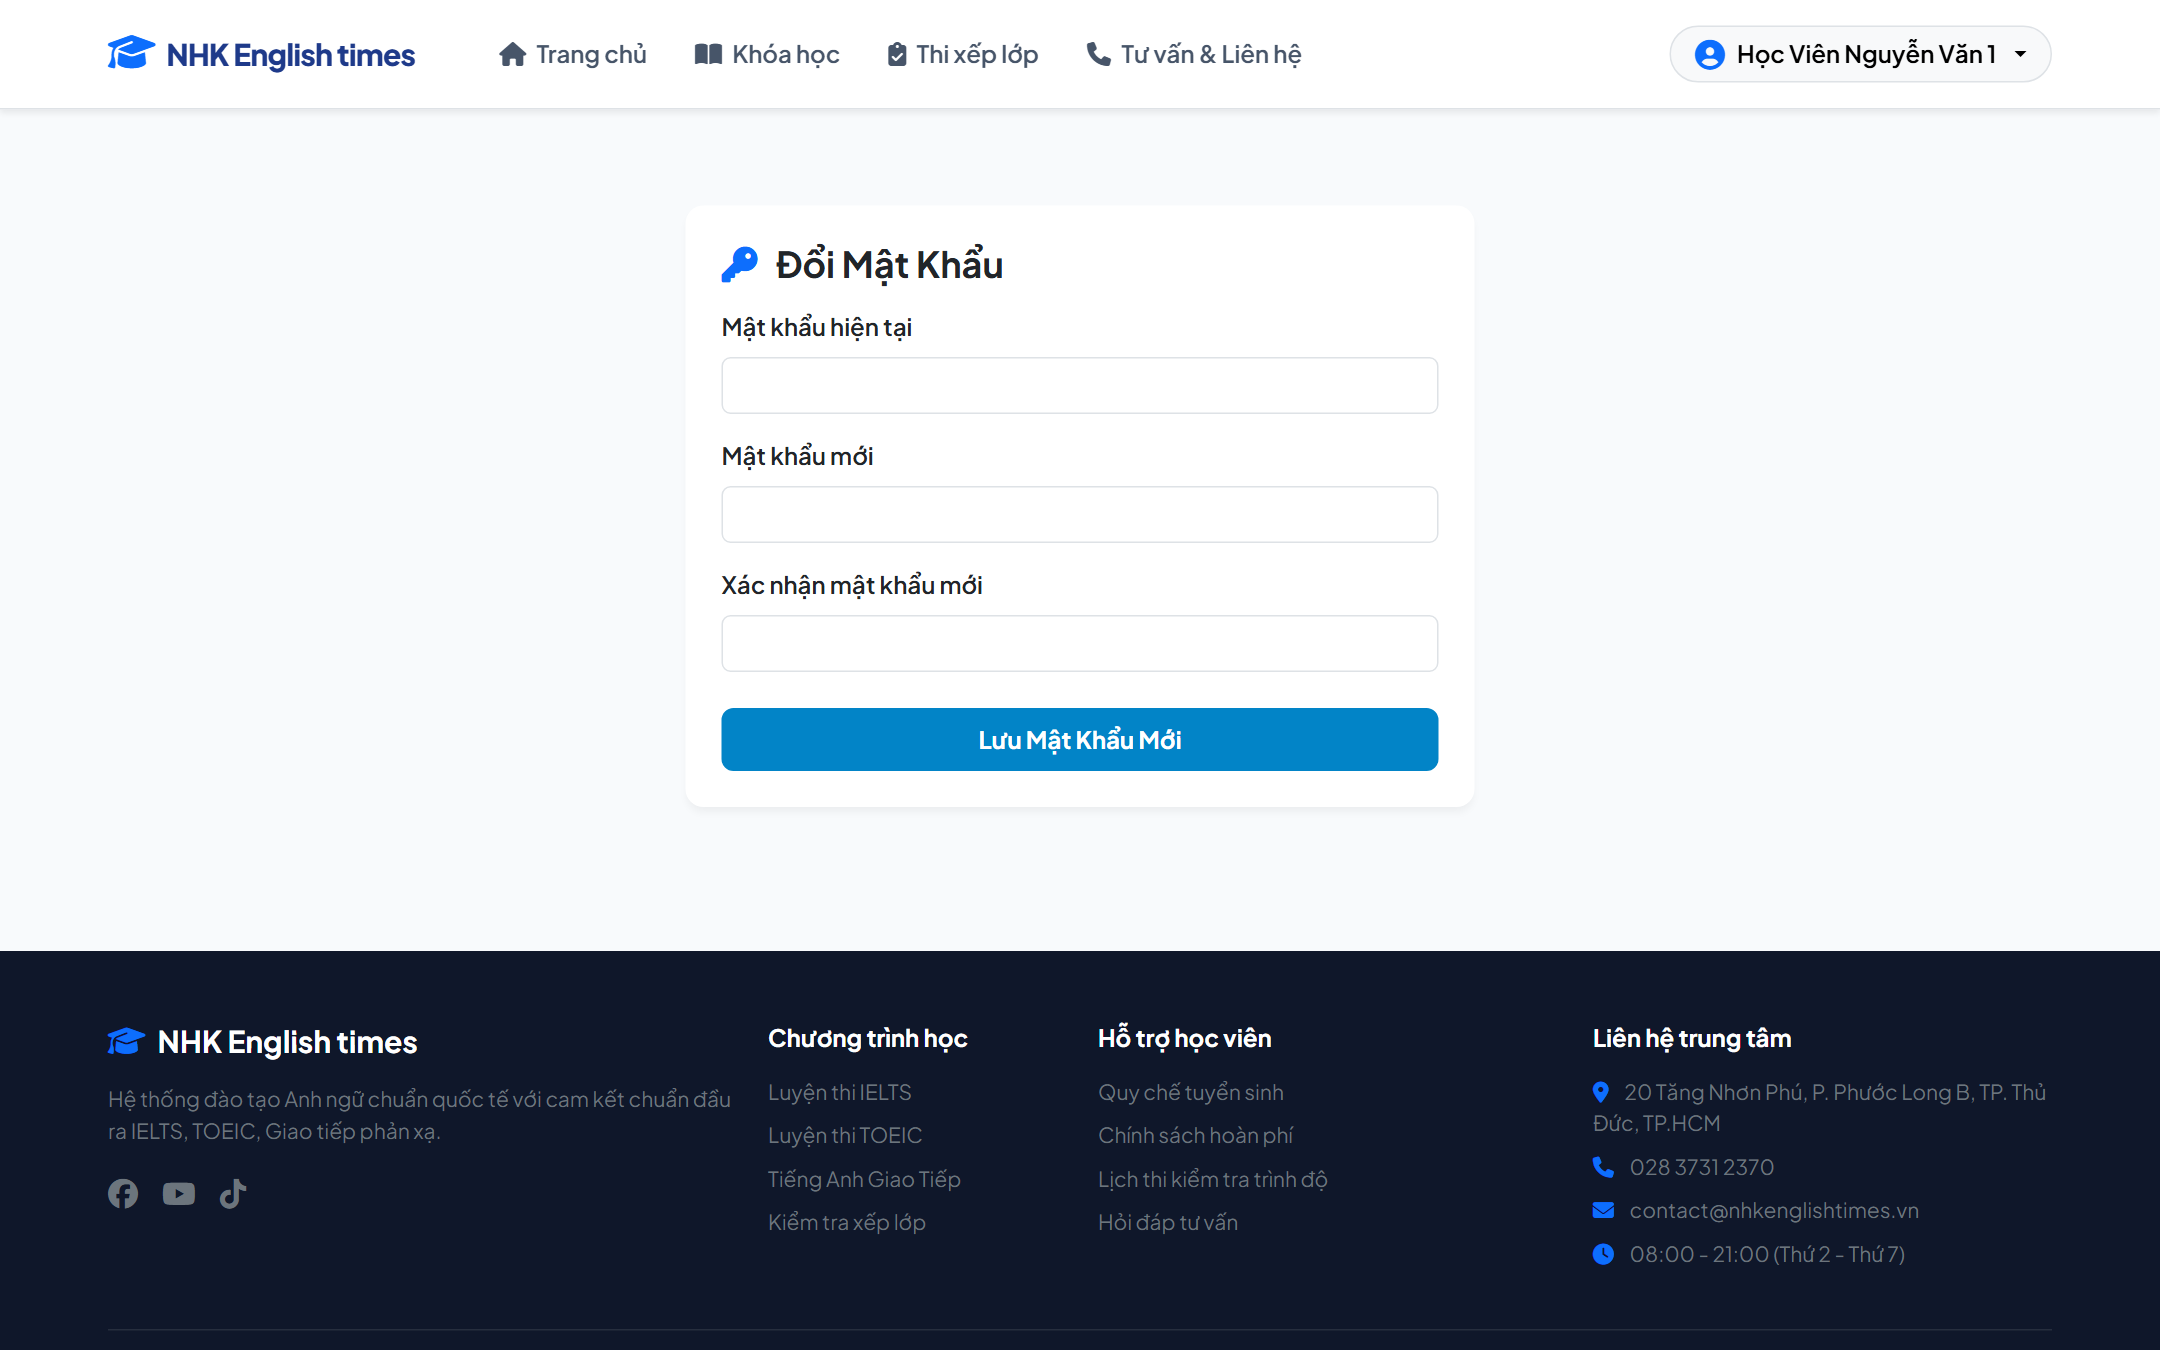 NHK English times
Trang chủ
Khóa học
Thi xếp lớp
Tư vấn & Liên hệ
Học Viên Nguyễn Văn 1
Đổi Mật Khẩu
Mật khẩu hiện tại
Mật khẩu mới
Xác nhận mật khẩu mới
Lưu Mật Khẩu Mới
NHK English times
Hệ thống đào tạo Anh ngữ chuẩn quốc tế với cam kết chuẩn đầu
ra IELTS, TOEIC, Giao tiếp phản xạ.
Chương trình học
Luyện thi IELTS
Luyện thi TOEIC
Tiếng Anh Giao Tiếp
Kiểm tra xếp lớp
Hỗ trợ học viên
Quy chế tuyển sinh
Chính sách hoàn phí
Lịch thi kiểm tra trình độ
Hỏi đáp tư vấn
Liên hệ trung tâm
20 Tăng Nhơn Phú, P. Phước Long B, TP. Thủ
Đức, TP.HCM
028 3731 2370
contact@nhkenglishtimes.vn
08:00 - 21:00 (Thứ 2 - Thứ 7)